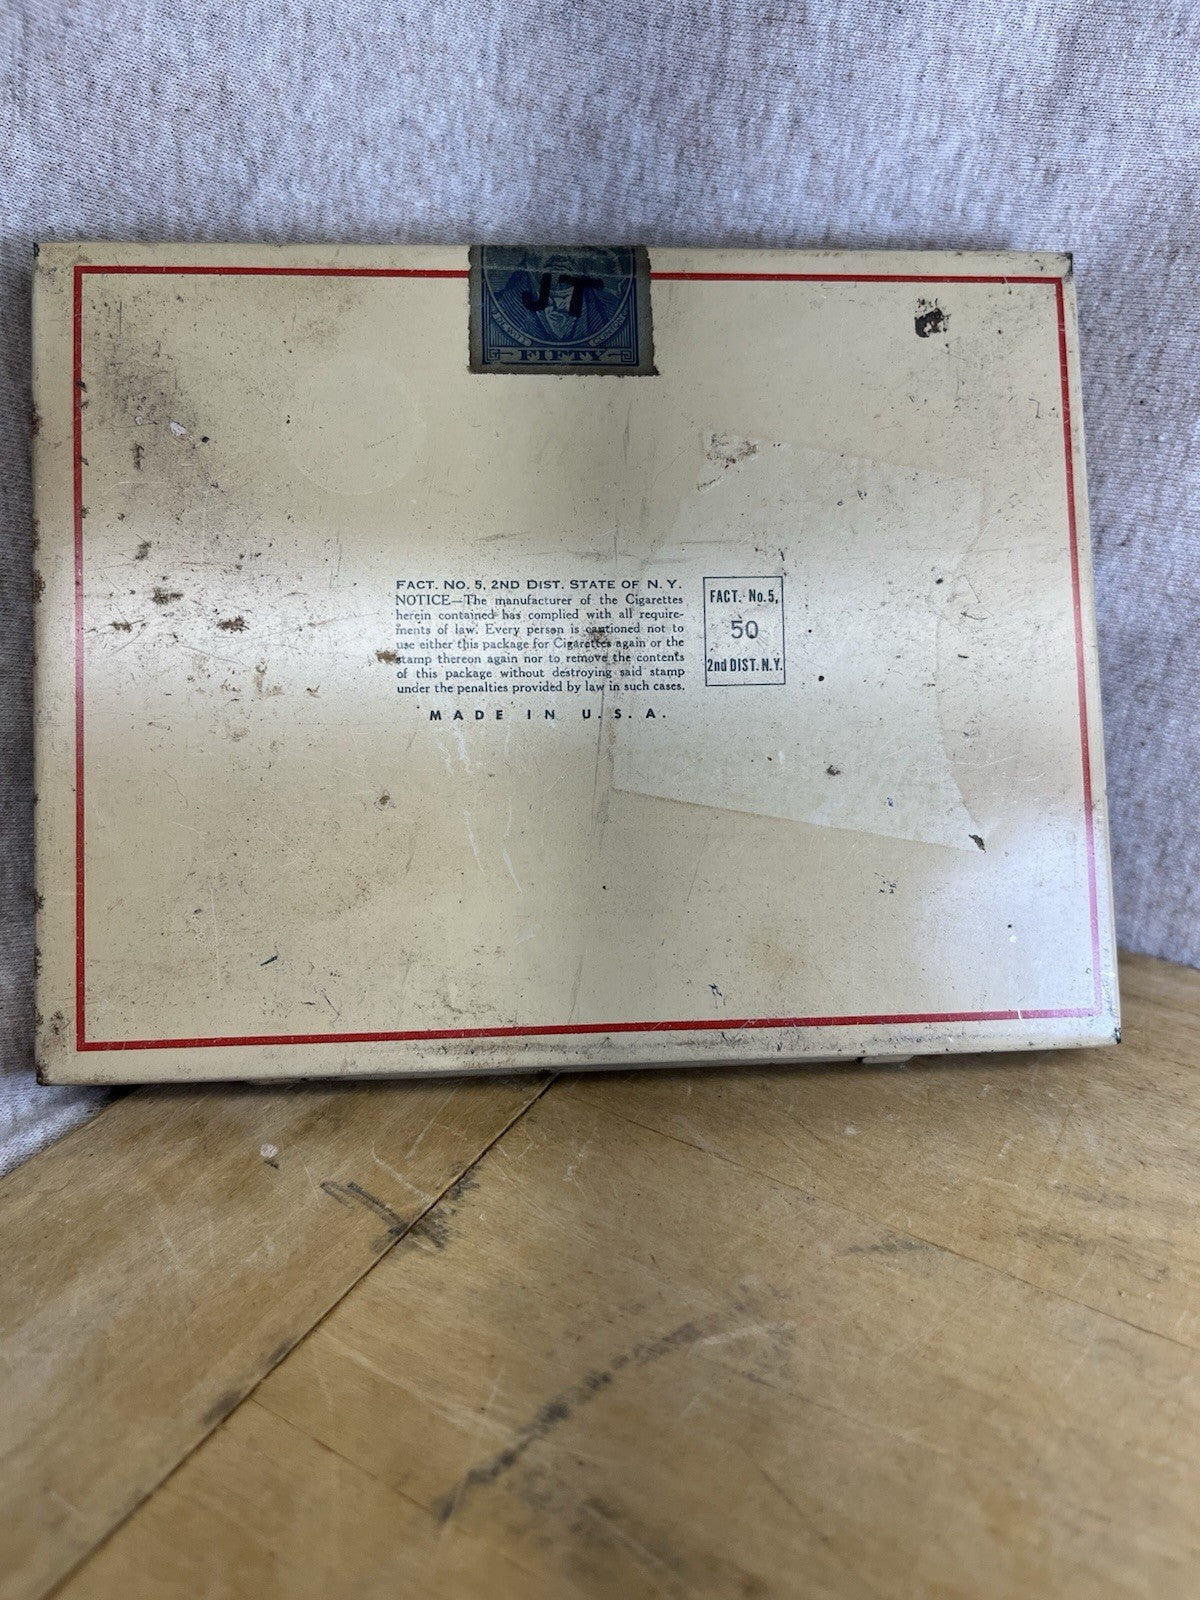 JT
FIFTY
FACT. No. 5, 2ND DIST. STATE OF N. Y.
NOTICE—The manufacturer of the Cigarettes
herein contained has complied with all require-
ments of law. Every person is cautioned not to
use either this package for Cigarettes again or the
stamp thereon again nor to remove the contents
of this package without destroying said stamp
under the penalties provided by law in such cases.
MADE IN U. S. A.
FACT. No. 5,
50
2nd DIST. N.Y.